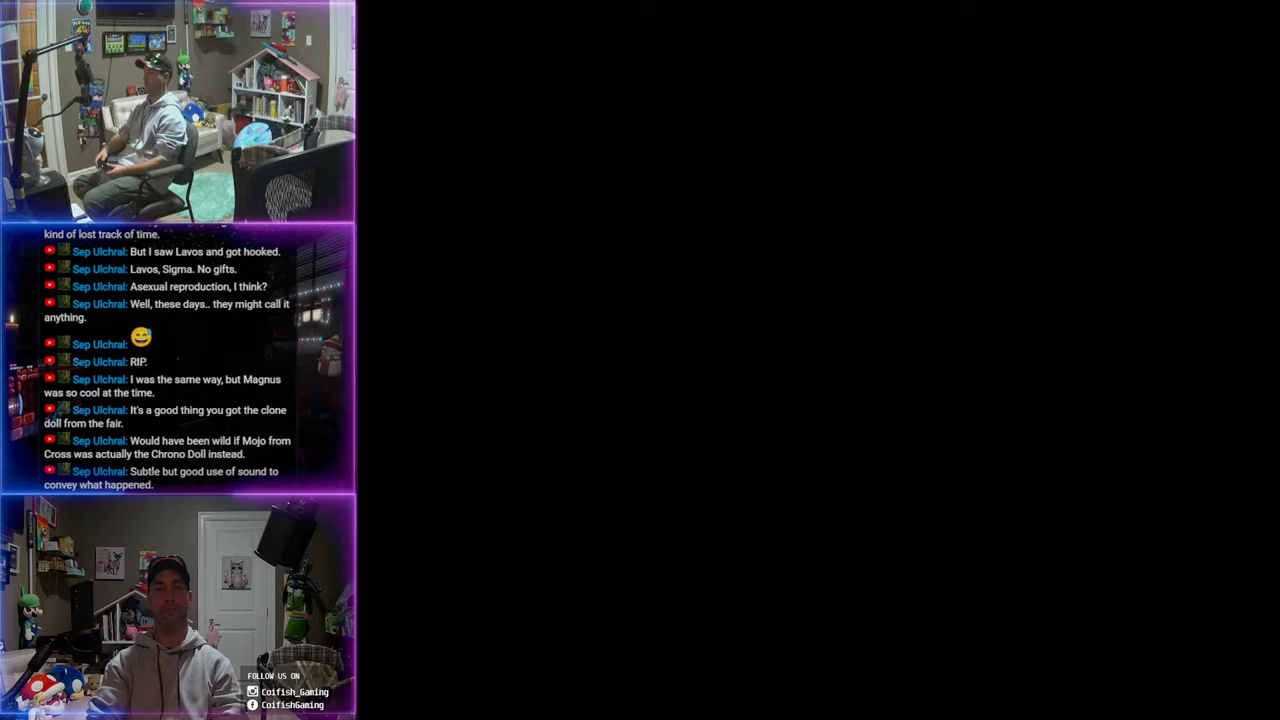 kind of lost track of time.
Sep Ulchral: But I saw Lavos and got hooked.
Sep Ulchral: Lavos, Sigma. No gifts.
Sep Ulchral: Asexual reproduction, I think?
Sep Ulchral: Well, these days.. they might call it
anything.
Sep Ulchral: 😅
Sep Ulchral: RIP.
Sep Ulchral: I was the same way, but Magnus
was so cool at the time.
Sep Ulchral: It's a good thing you got the clone
doll from the fair.
Sep Ulchral: Would have been wild if Mojo from
Cross was actually the Chrono Doll instead.
Sep Ulchral: Subtle but good use of sound to
convey what happened.
FOLLOW US ON
Coifish_Gaming
CoifishGaming